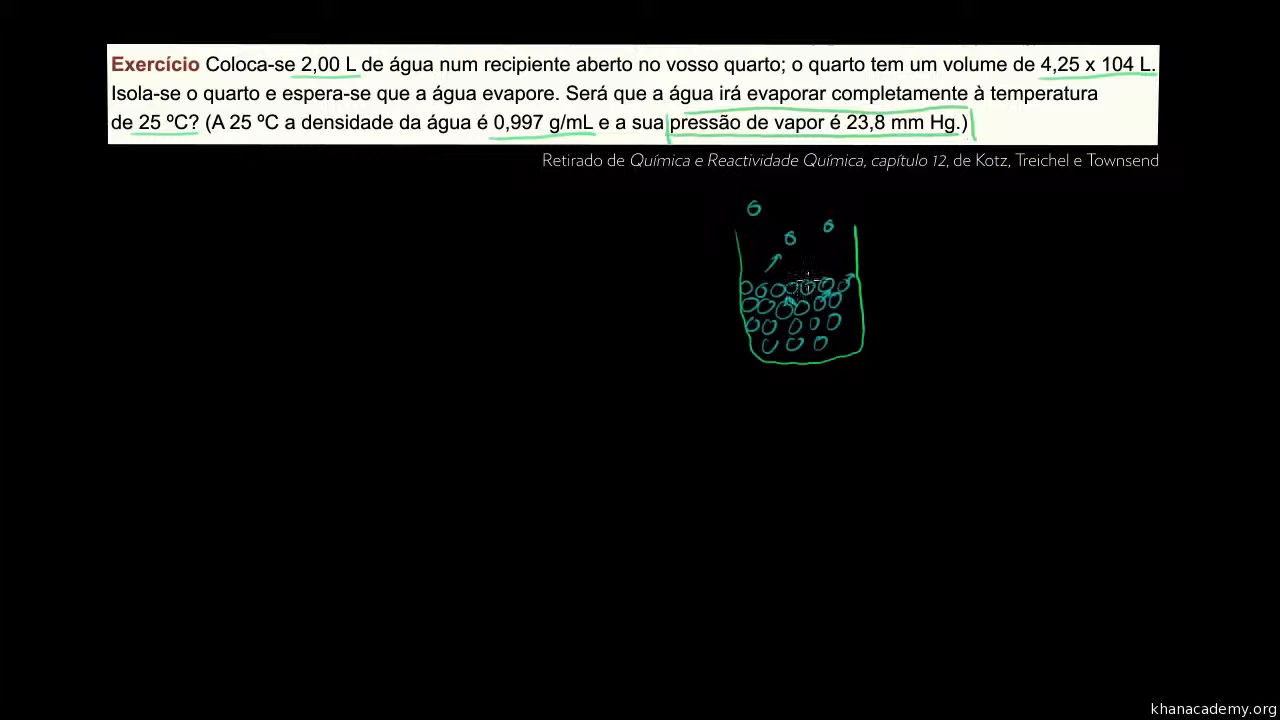 Exercício Coloca-se 2,00 L de água num recipiente aberto no vosso quarto; o quarto tem um volume de 4,25 x 104 L.
Isola-se o quarto e espera-se que a água evapore. Será que a água irá evaporar completamente à temperatura
de 25 ºC? (A 25 ºC a densidade da água é 0,997 g/mL e a sua pressão de vapor é 23,8 mm Hg.)
Retirado de Química e Reactividade Química, capítulo 12, de Kotz, Treichel e Townsend
khanacademy.org